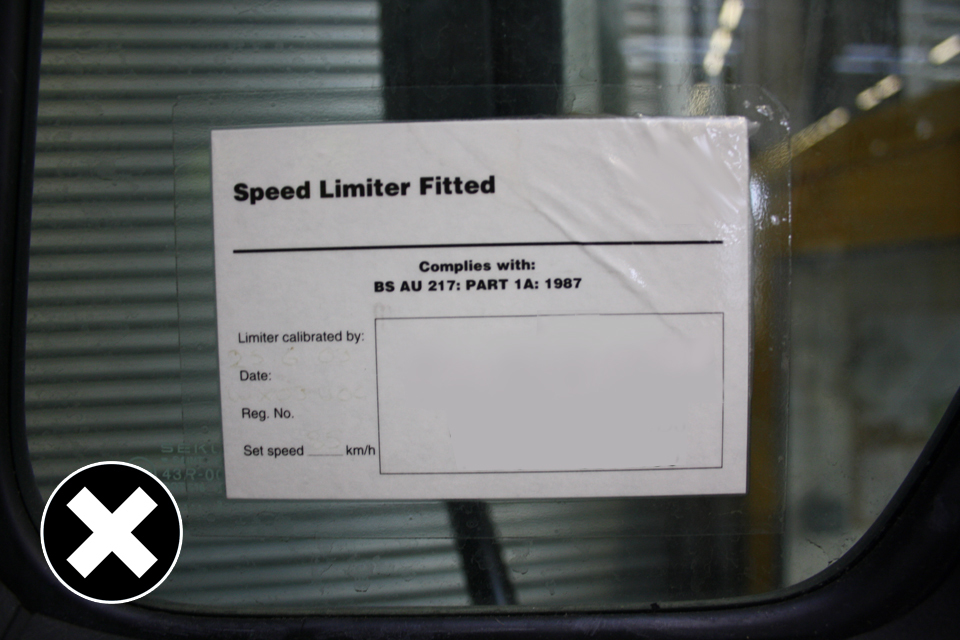 Speed Limiter Fitted
Complies with:
BS AU 217: PART 1A: 1987
Limiter calibrated by:
Date:
Reg. No.
Set speed ____ km/h